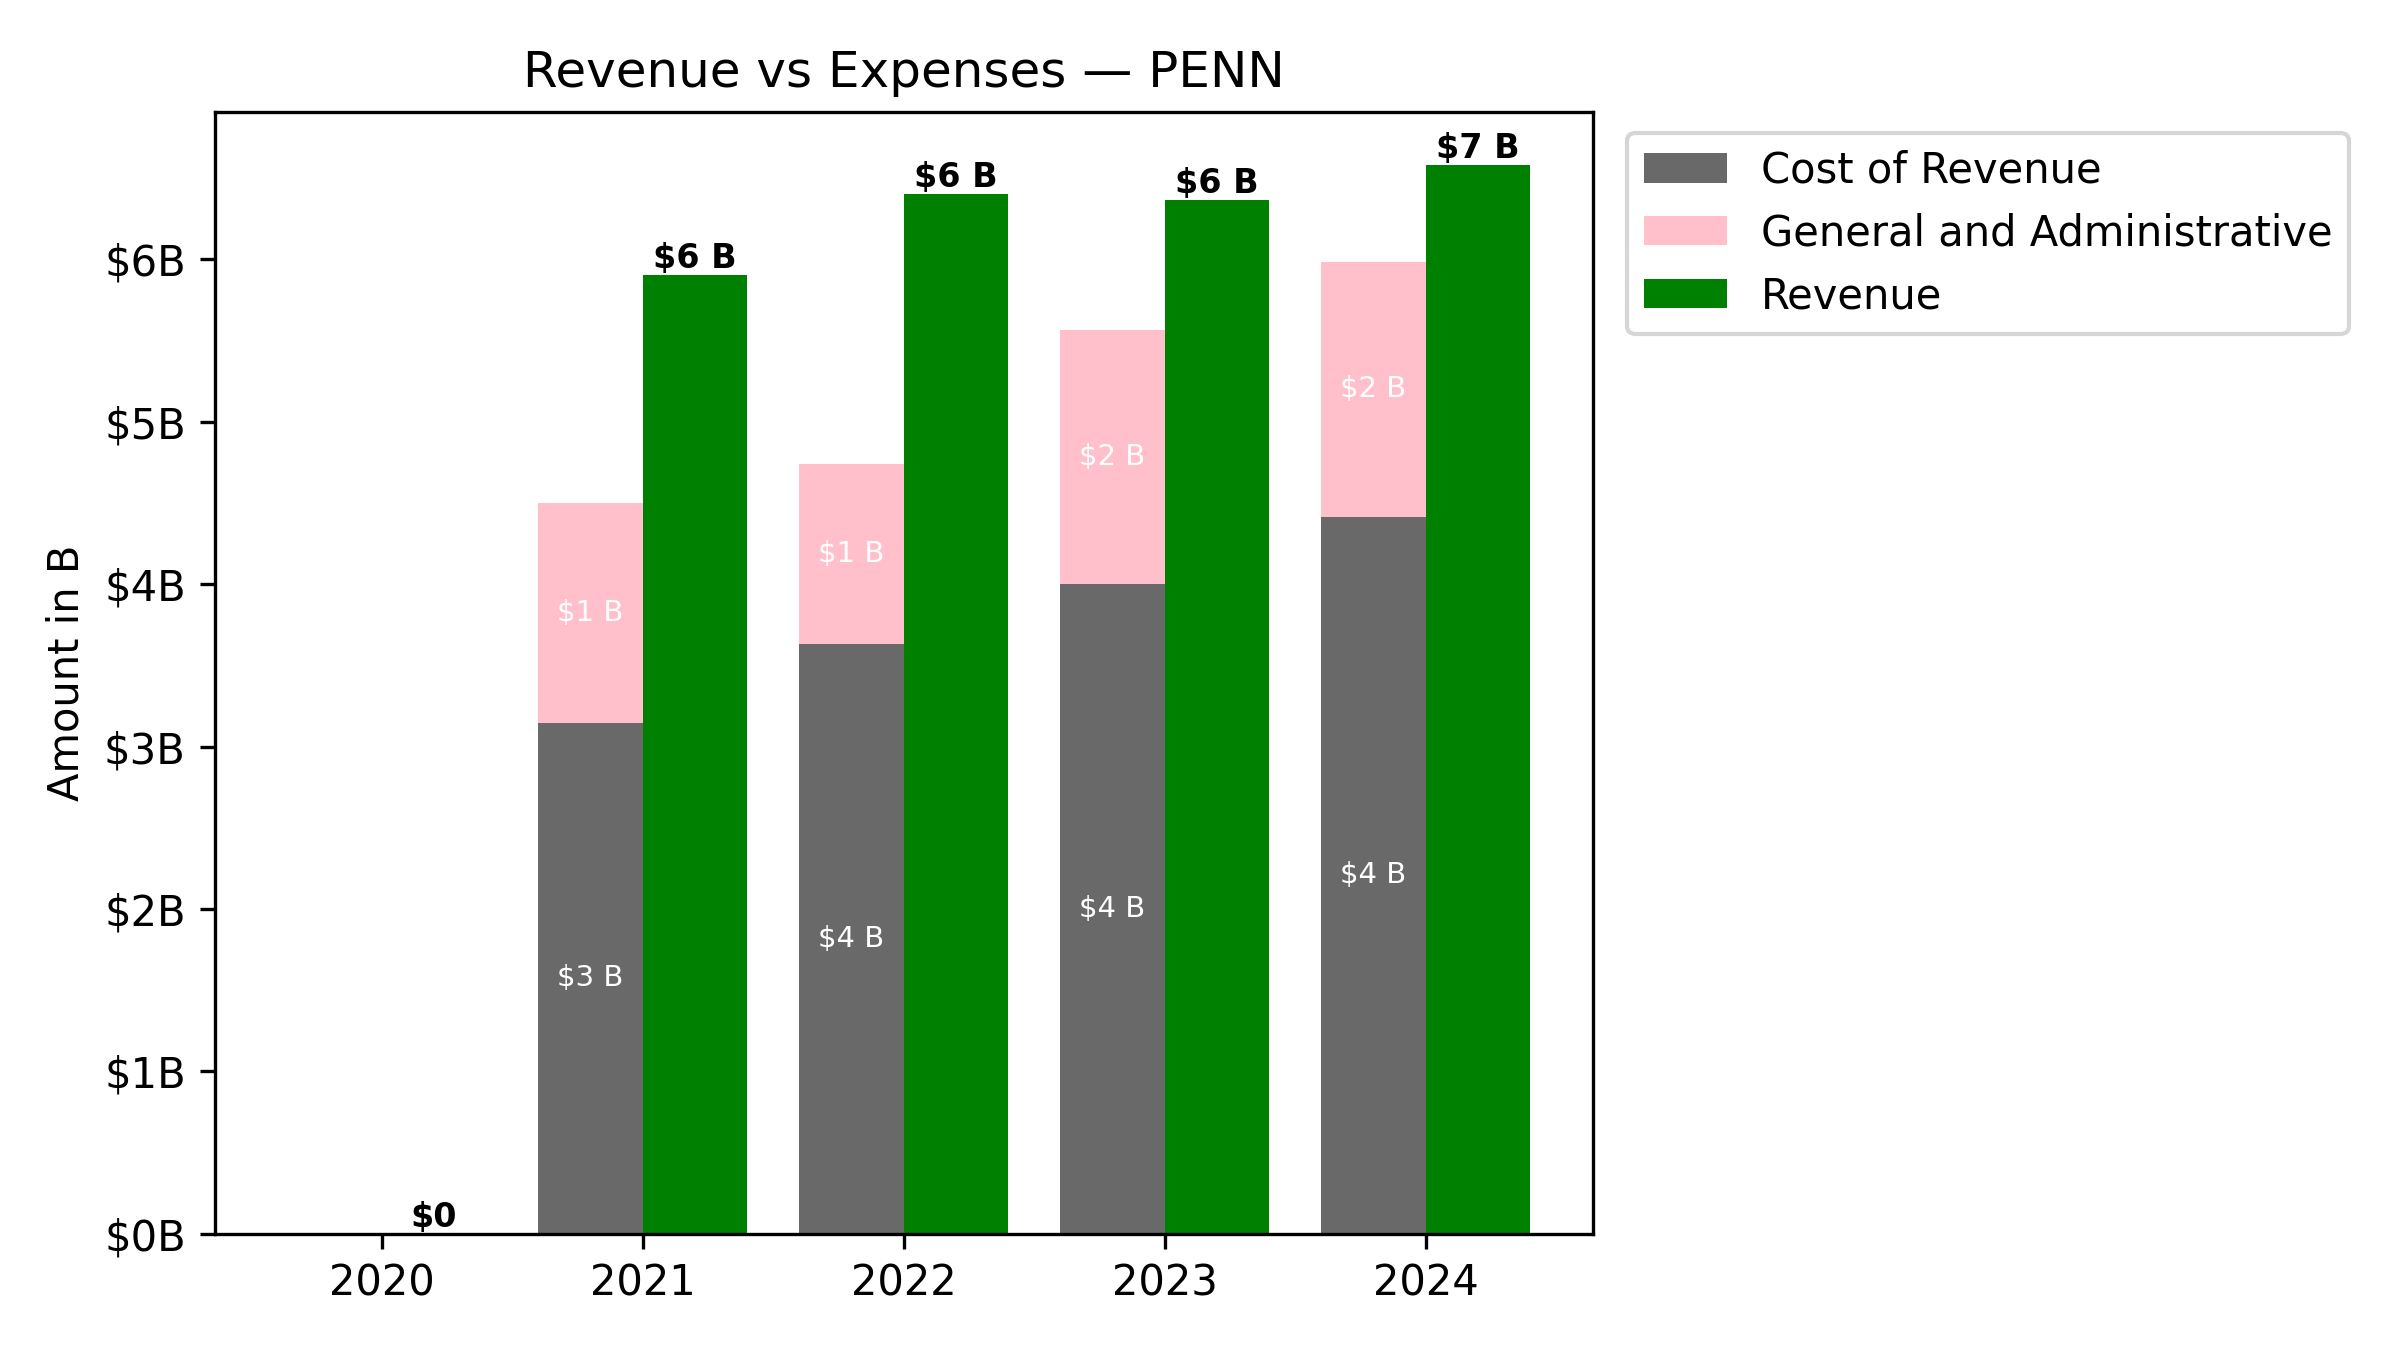 Revenue vs Expenses — PENN
Cost of Revenue
General and Administrative
Revenue
Amount in B
$6B
$5B
$4B
$3B
$2B
$1B
$0B
$0
$6 B
$1 B
$3 B
$6 B
$1 B
$4 B
$6 B
$2 B
$4 B
$7 B
$2 B
$4 B
2020
2021
2022
2023
2024